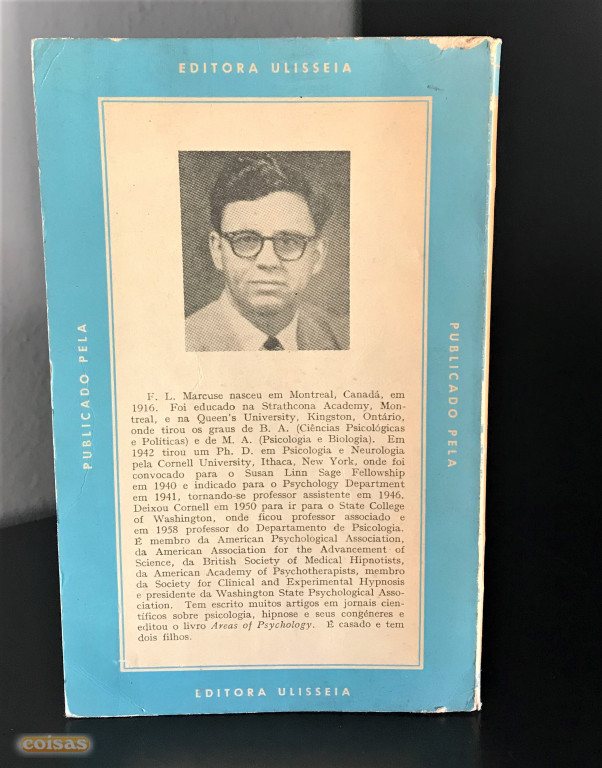 EDITORA ULISSEIA
PUBLICADO PELA
PUBLICADO PELA
F. L. Marcuse nasceu em Montreal, Canadá, em
1916. Foi educado na Strathcona Academy, Mon-
treal, e na Queen's University, Kingston, Ontário,
onde tirou os graus de B. A. (Ciências Psicológicas
e Políticas) e de M. A. (Psicologia e Biologia). Em
1942 tirou um Ph. D. em Psicologia e Neurologia
pela Cornell University, Ithaca, New York, onde foi
convocado para o Susan Linn Sage Fellowship
em 1940 e indicado para o Psychology Department
em 1941, tornando-se professor assistente em 1946.
Deixou Cornell em 1950 para ir para o State College
of Washington, onde ficou professor associado e
em 1958 professor do Departamento de Psicologia.
É membro da American Psychological Association,
da American Association for the Advancement of
Science, da British Society of Medical Hipnotists,
da American Academy of Psychotherapists, membro
da Society for Clinical and Experimental Hypnosis
e presidente da Washington State Psychological Asso-
ciation. Tem escrito muitos artigos em jornais cien-
tíficos sobre psicologia, hipnose e seus congéneres e
editou o livro Areas of Psychology. É casado e tem
dois filhos.
EDITORA ULISSEIA
coisas